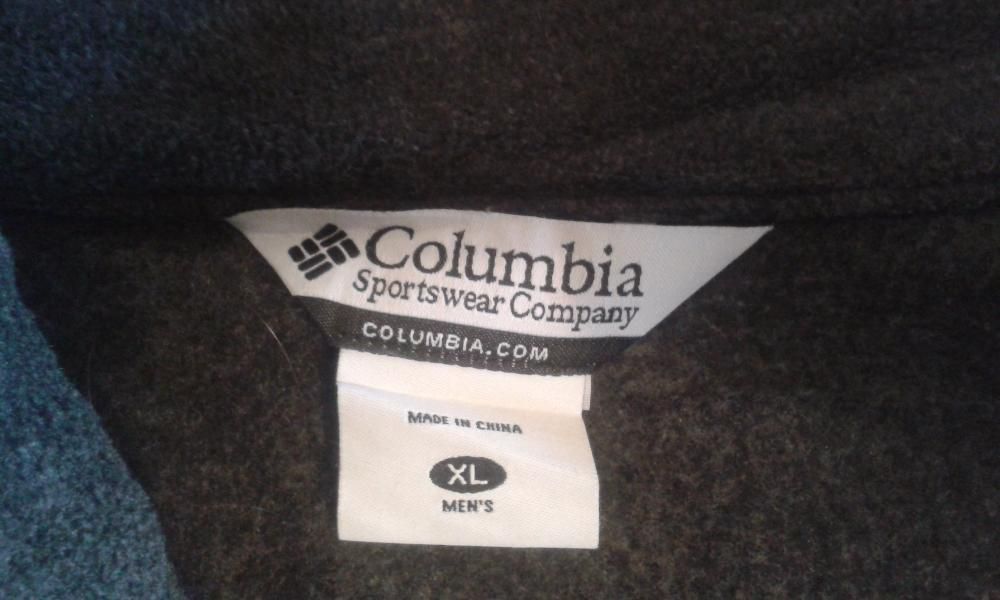 Columbia
Sportswear Company
COLUMBIA.COM
MADE IN CHINA
XL
MEN'S